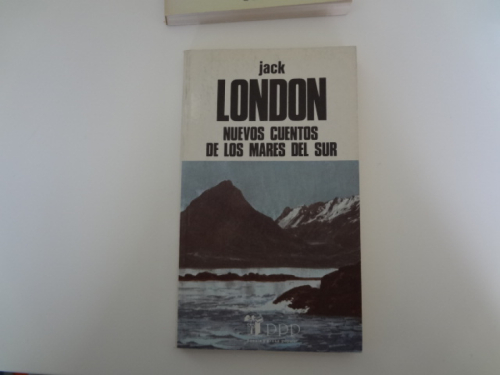 jack
LONDON
NUEVOS CUENTOS
DE LOS MARES DEL SUR